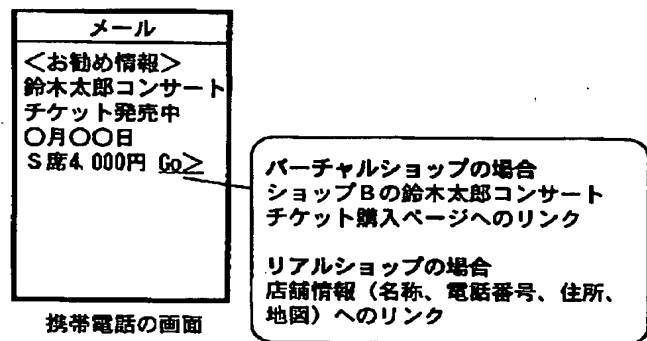 メール
＜お勧め情報＞
鈴木太郎コンサート
チケット発売中
〇月〇〇日
S席4,000円 Go＞
バーチャルショップの場合
ショップBの鈴木太郎コンサート
チケット購入ページへのリンク
リアルショップの場合
店舗情報（名称、電話番号、住所、
地図）へのリンク
携帯電話の画面